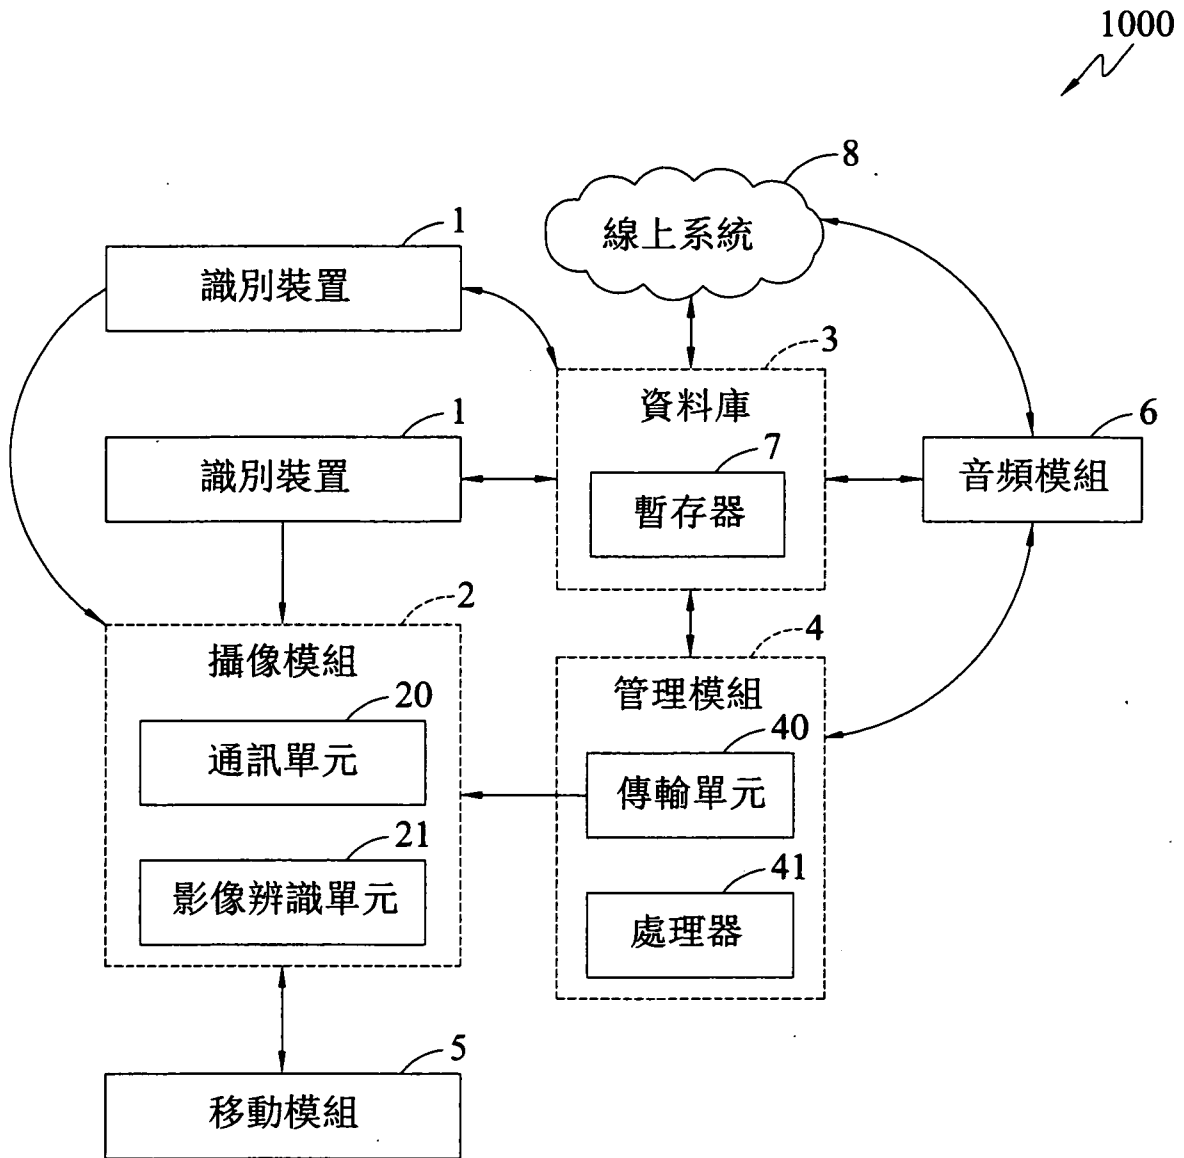 1000
8
線上系統
1
識別裝置
3
資料庫
1
識別裝置
7
暫存器
6
音頻模組
2
攝像模組
4
管理模組
20
通訊單元
40
傳輸單元
21
影像辨識單元
41
處理器
5
移動模組